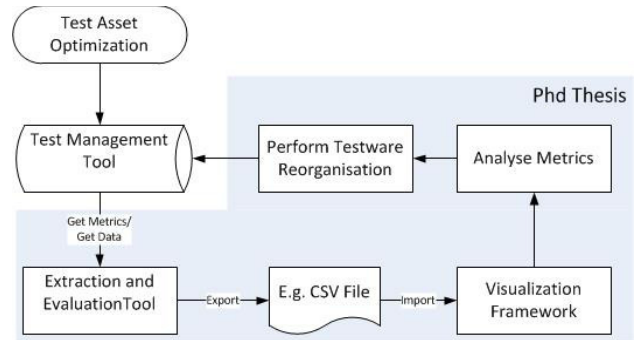 Test Asset
Optimization
Phd Thesis
Test Management
Tool
Perform Testware
Reorganisation
Analyse Metrics
Get Metrics/
Get Data
Extraction and
EvaluationTool
Export
E.g. CSV File
Import
Visualization
Framework